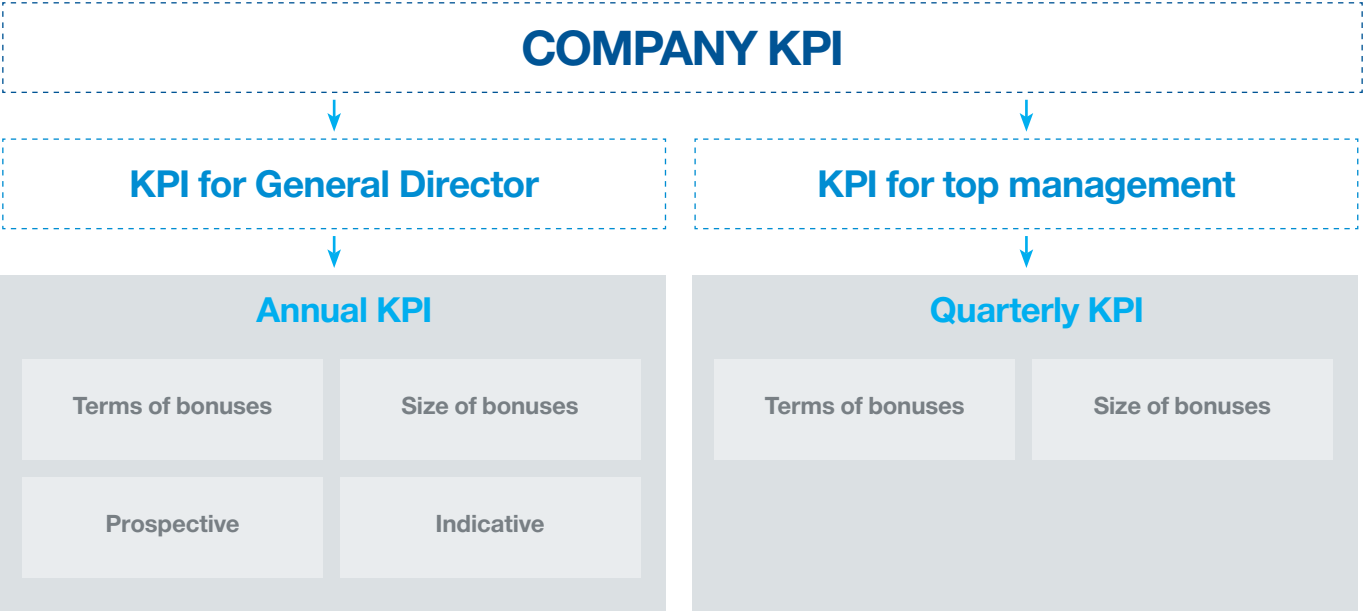 COMPANY KPI
KPI for General Director
KPI for top management
Annual KPI
Quarterly KPI
Terms of bonuses
Size of bonuses
Terms of bonuses
Size of bonuses
Prospective
Indicative